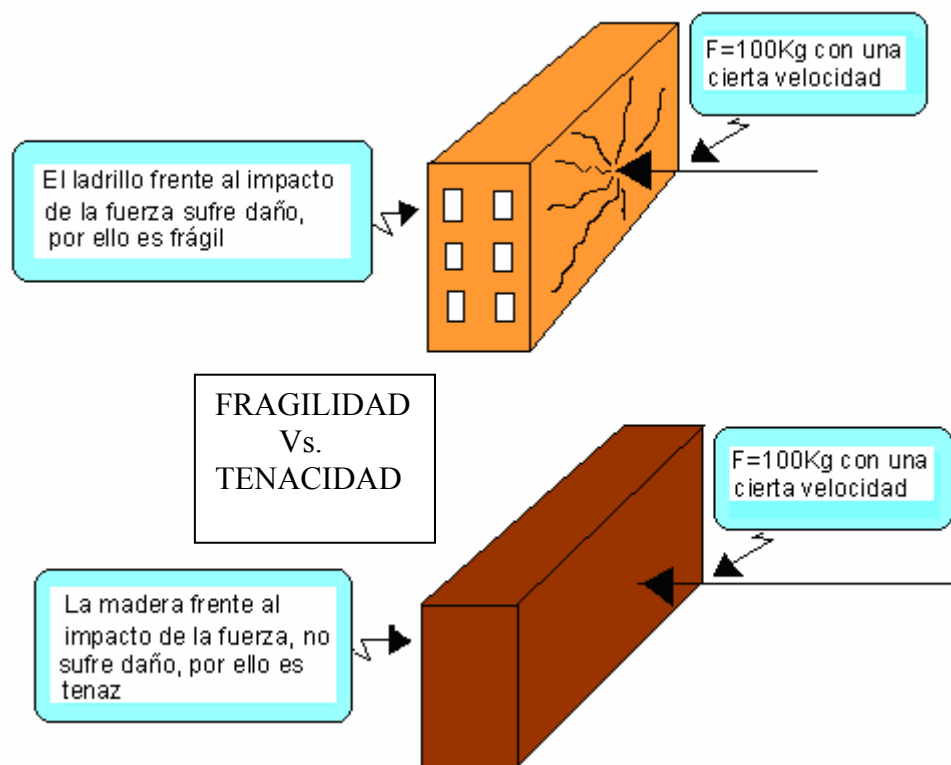 F=100Kg con una
cierta velocidad
El ladrillo frente al impacto
de la fuerza sufre daño,
por ello es frágil
FRAGILIDAD
Vs.
TENACIDAD
F=100Kg con una
cierta velocidad
La madera frente al
impacto de la fuerza, no
sufre daño, por ello es
tenaz